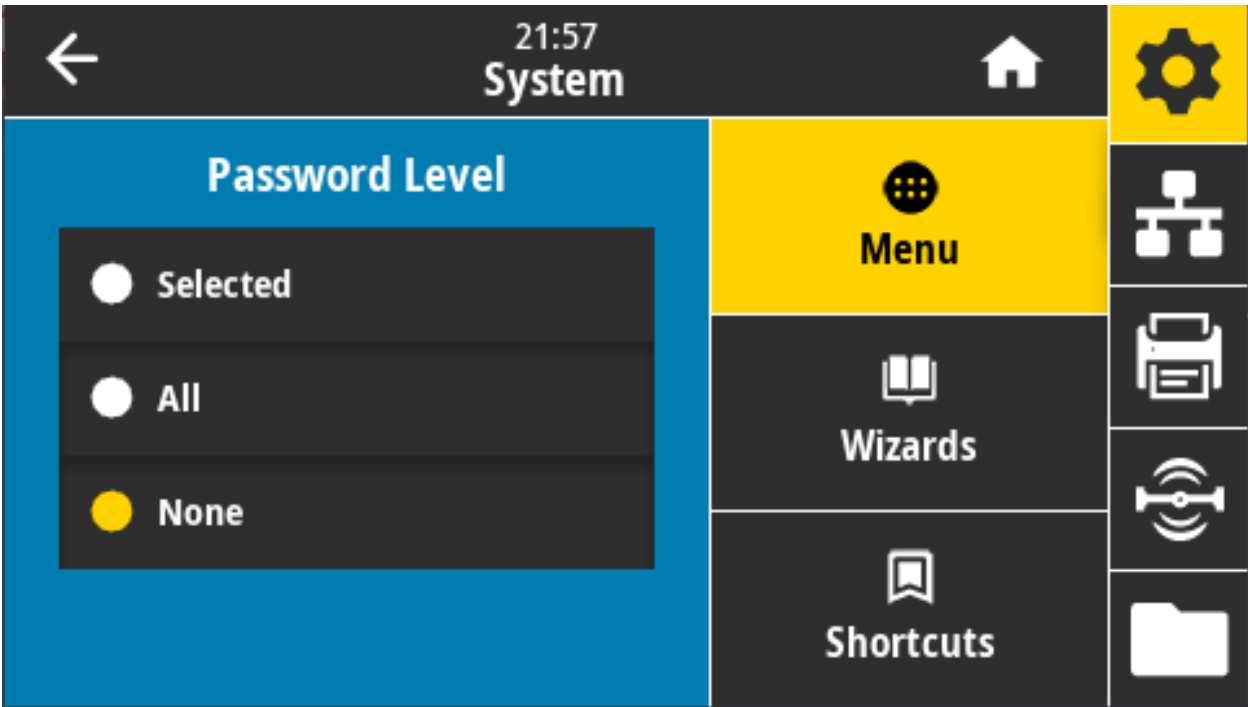 21:57
System
Password Level
Selected
All
None
Menu
Wizards
Shortcuts